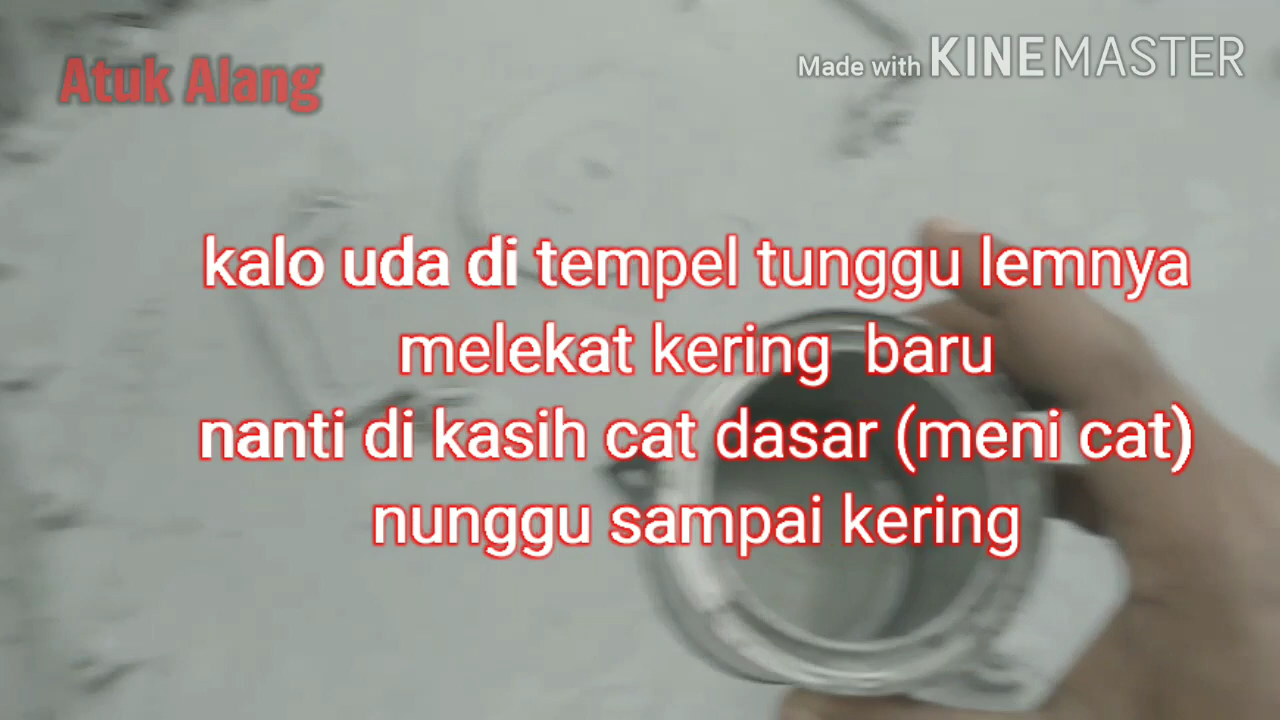 Atuk Alang
Made with KINEMASTER
kalo uda di tempel tunggu lemnya
melekat kering baru
nanti di kasih cat dasar (meni cat)
nunggu sampai kering